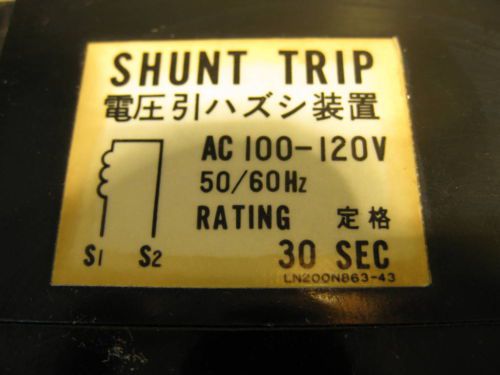 SHUNT TRIP
電圧引ハズシ装置
AC 100-120V
50/60Hz
RATING 定格
S1 S2 30 SEC
LN200N863-43